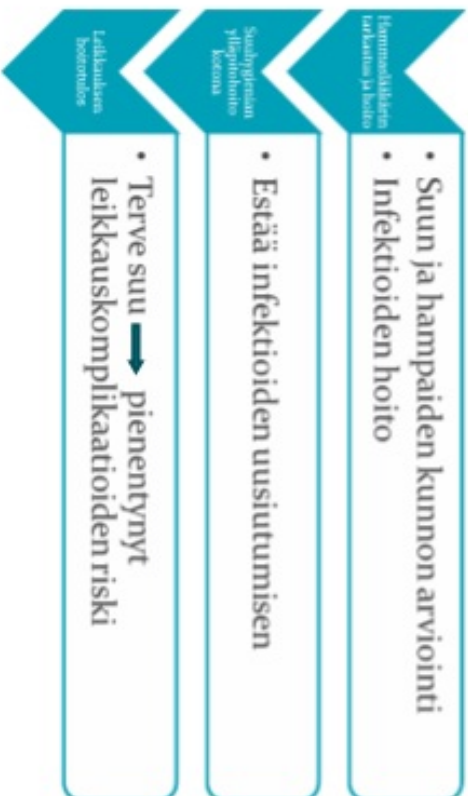 Hammaslääkärin
tarkastus ja hoito
• Suun ja hampaiden kunnon arviointi
• Infektioiden hoito
Suuhygienian
ylläpitohoito
kotona
• Estää infektioiden uusiutumisen
Leikkauksen
hoitotulos
• Terve suu → pienentynyt
leikkauskomplikaatioiden riski